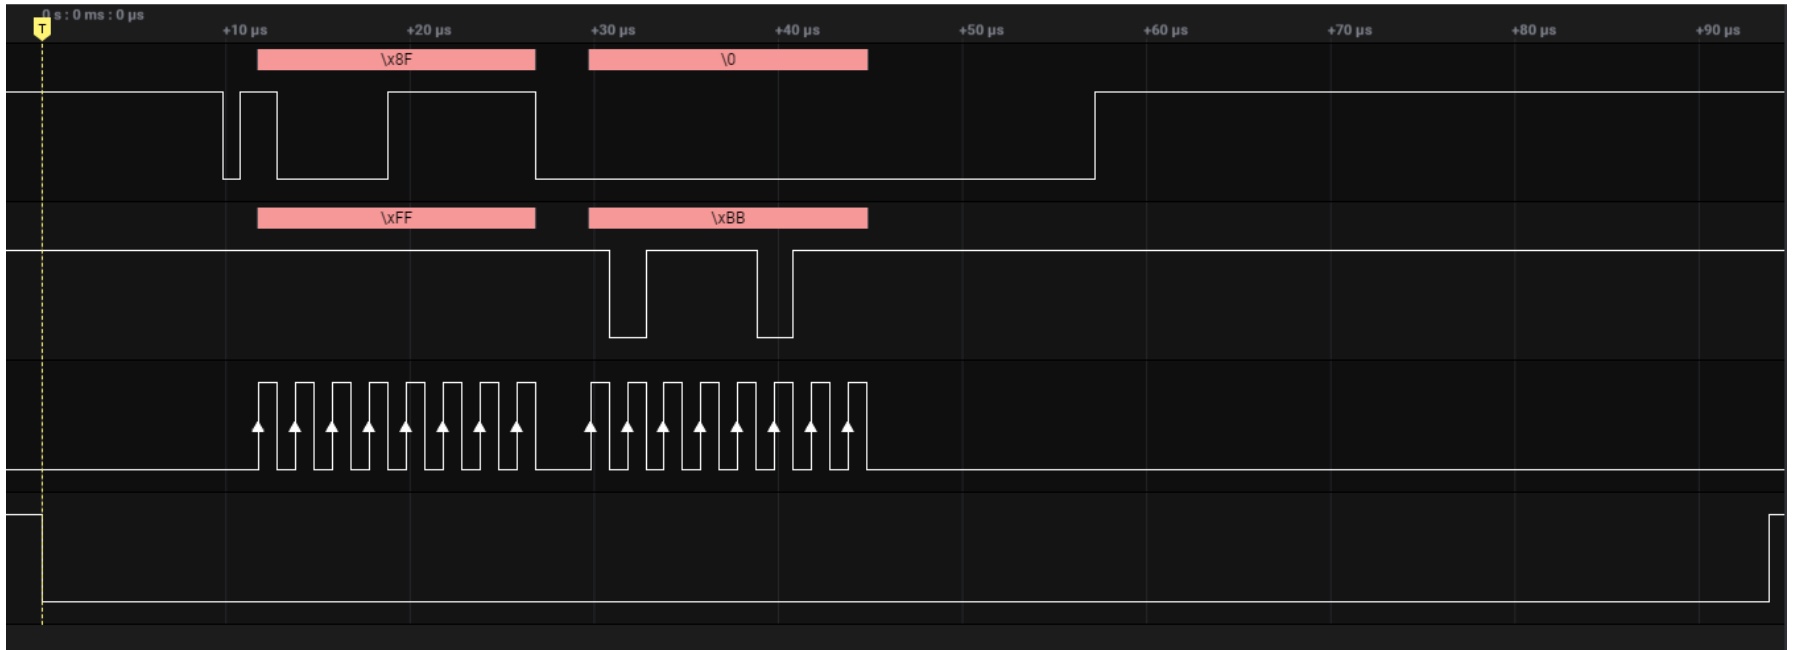 0 s : 0 ms : 0 µs
T
+10 µs +20 µs +30 µs +40 µs +50 µs +60 µs +70 µs +80 µs +90 µs
\x8F \0
\xFF \xBB